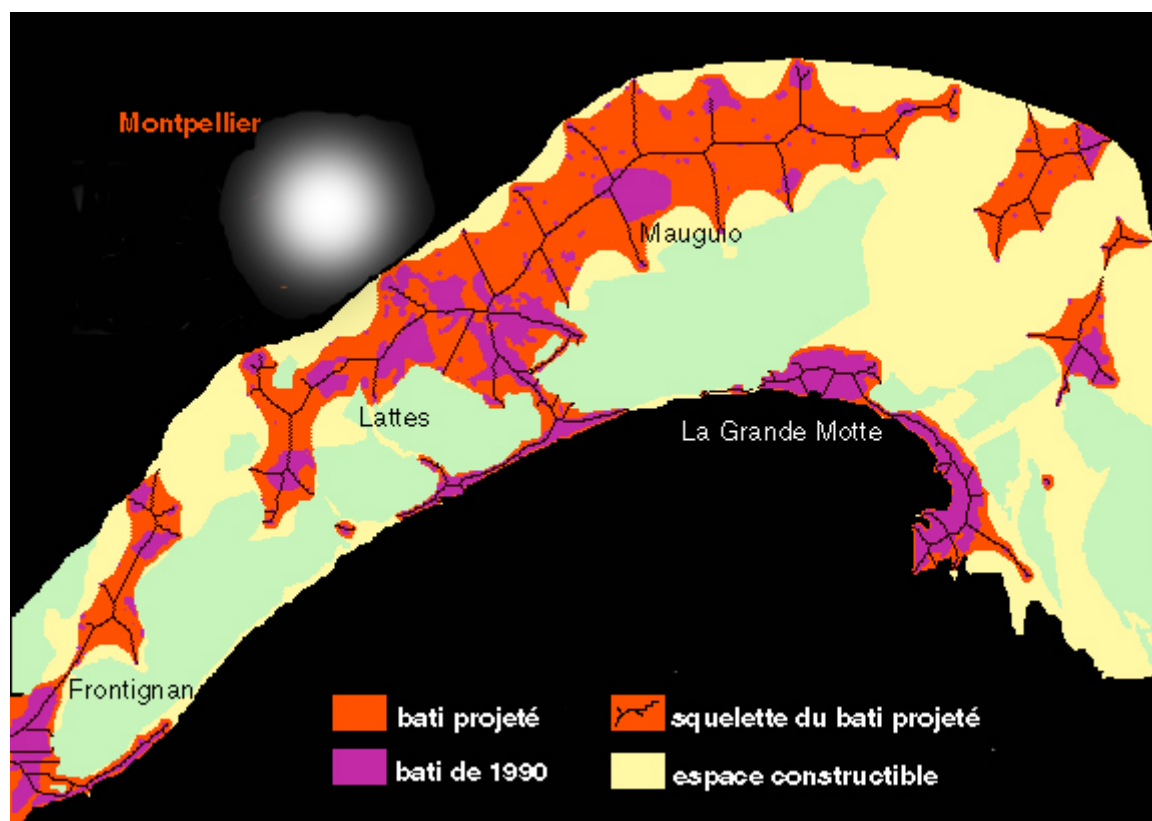 Montpellier
Mauguio
Lattes
La Grande Motte
Frontignan
bati projeté
squelette du bati projeté
bati de 1990
espace constructible